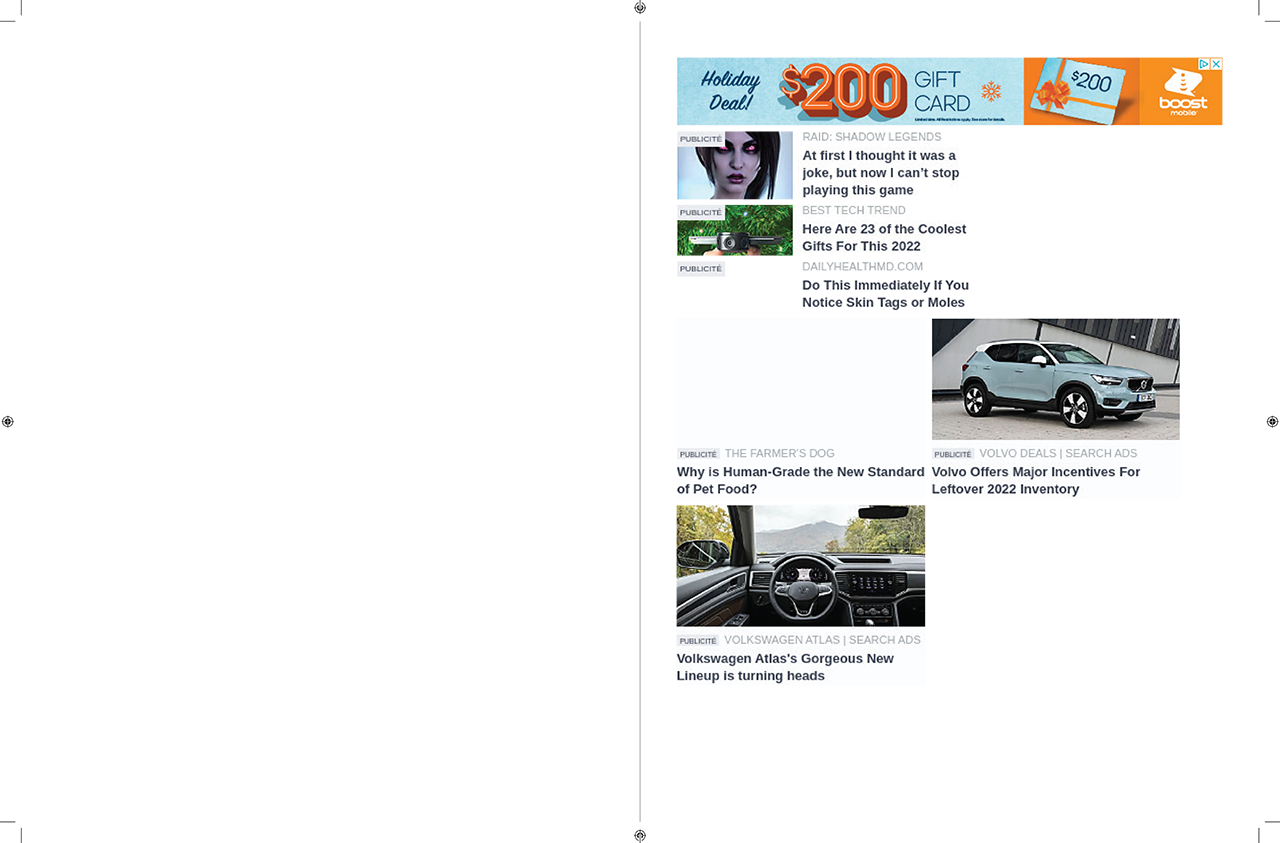 Holiday
Deal!
$200
GIFT
CARD
$200
boost
mobile
PUBLICITÉ
RAID: SHADOW LEGENDS
At first I thought it was a
joke, but now I can’t stop
playing this game
PUBLICITÉ
BEST TECH TREND
Here Are 23 of the Coolest
Gifts For This 2022
PUBLICITÉ
DAILYHEALTHMD.COM
Do This Immediately If You
Notice Skin Tags or Moles
PUBLICITÉ THE FARMER'S DOG
Why is Human-Grade the New Standard
of Pet Food?
PUBLICITÉ VOLVO DEALS | SEARCH ADS
Volvo Offers Major Incentives For
Leftover 2022 Inventory
PUBLICITÉ VOLKSWAGEN ATLAS | SEARCH ADS
Volkswagen Atlas's Gorgeous New
Lineup is turning heads